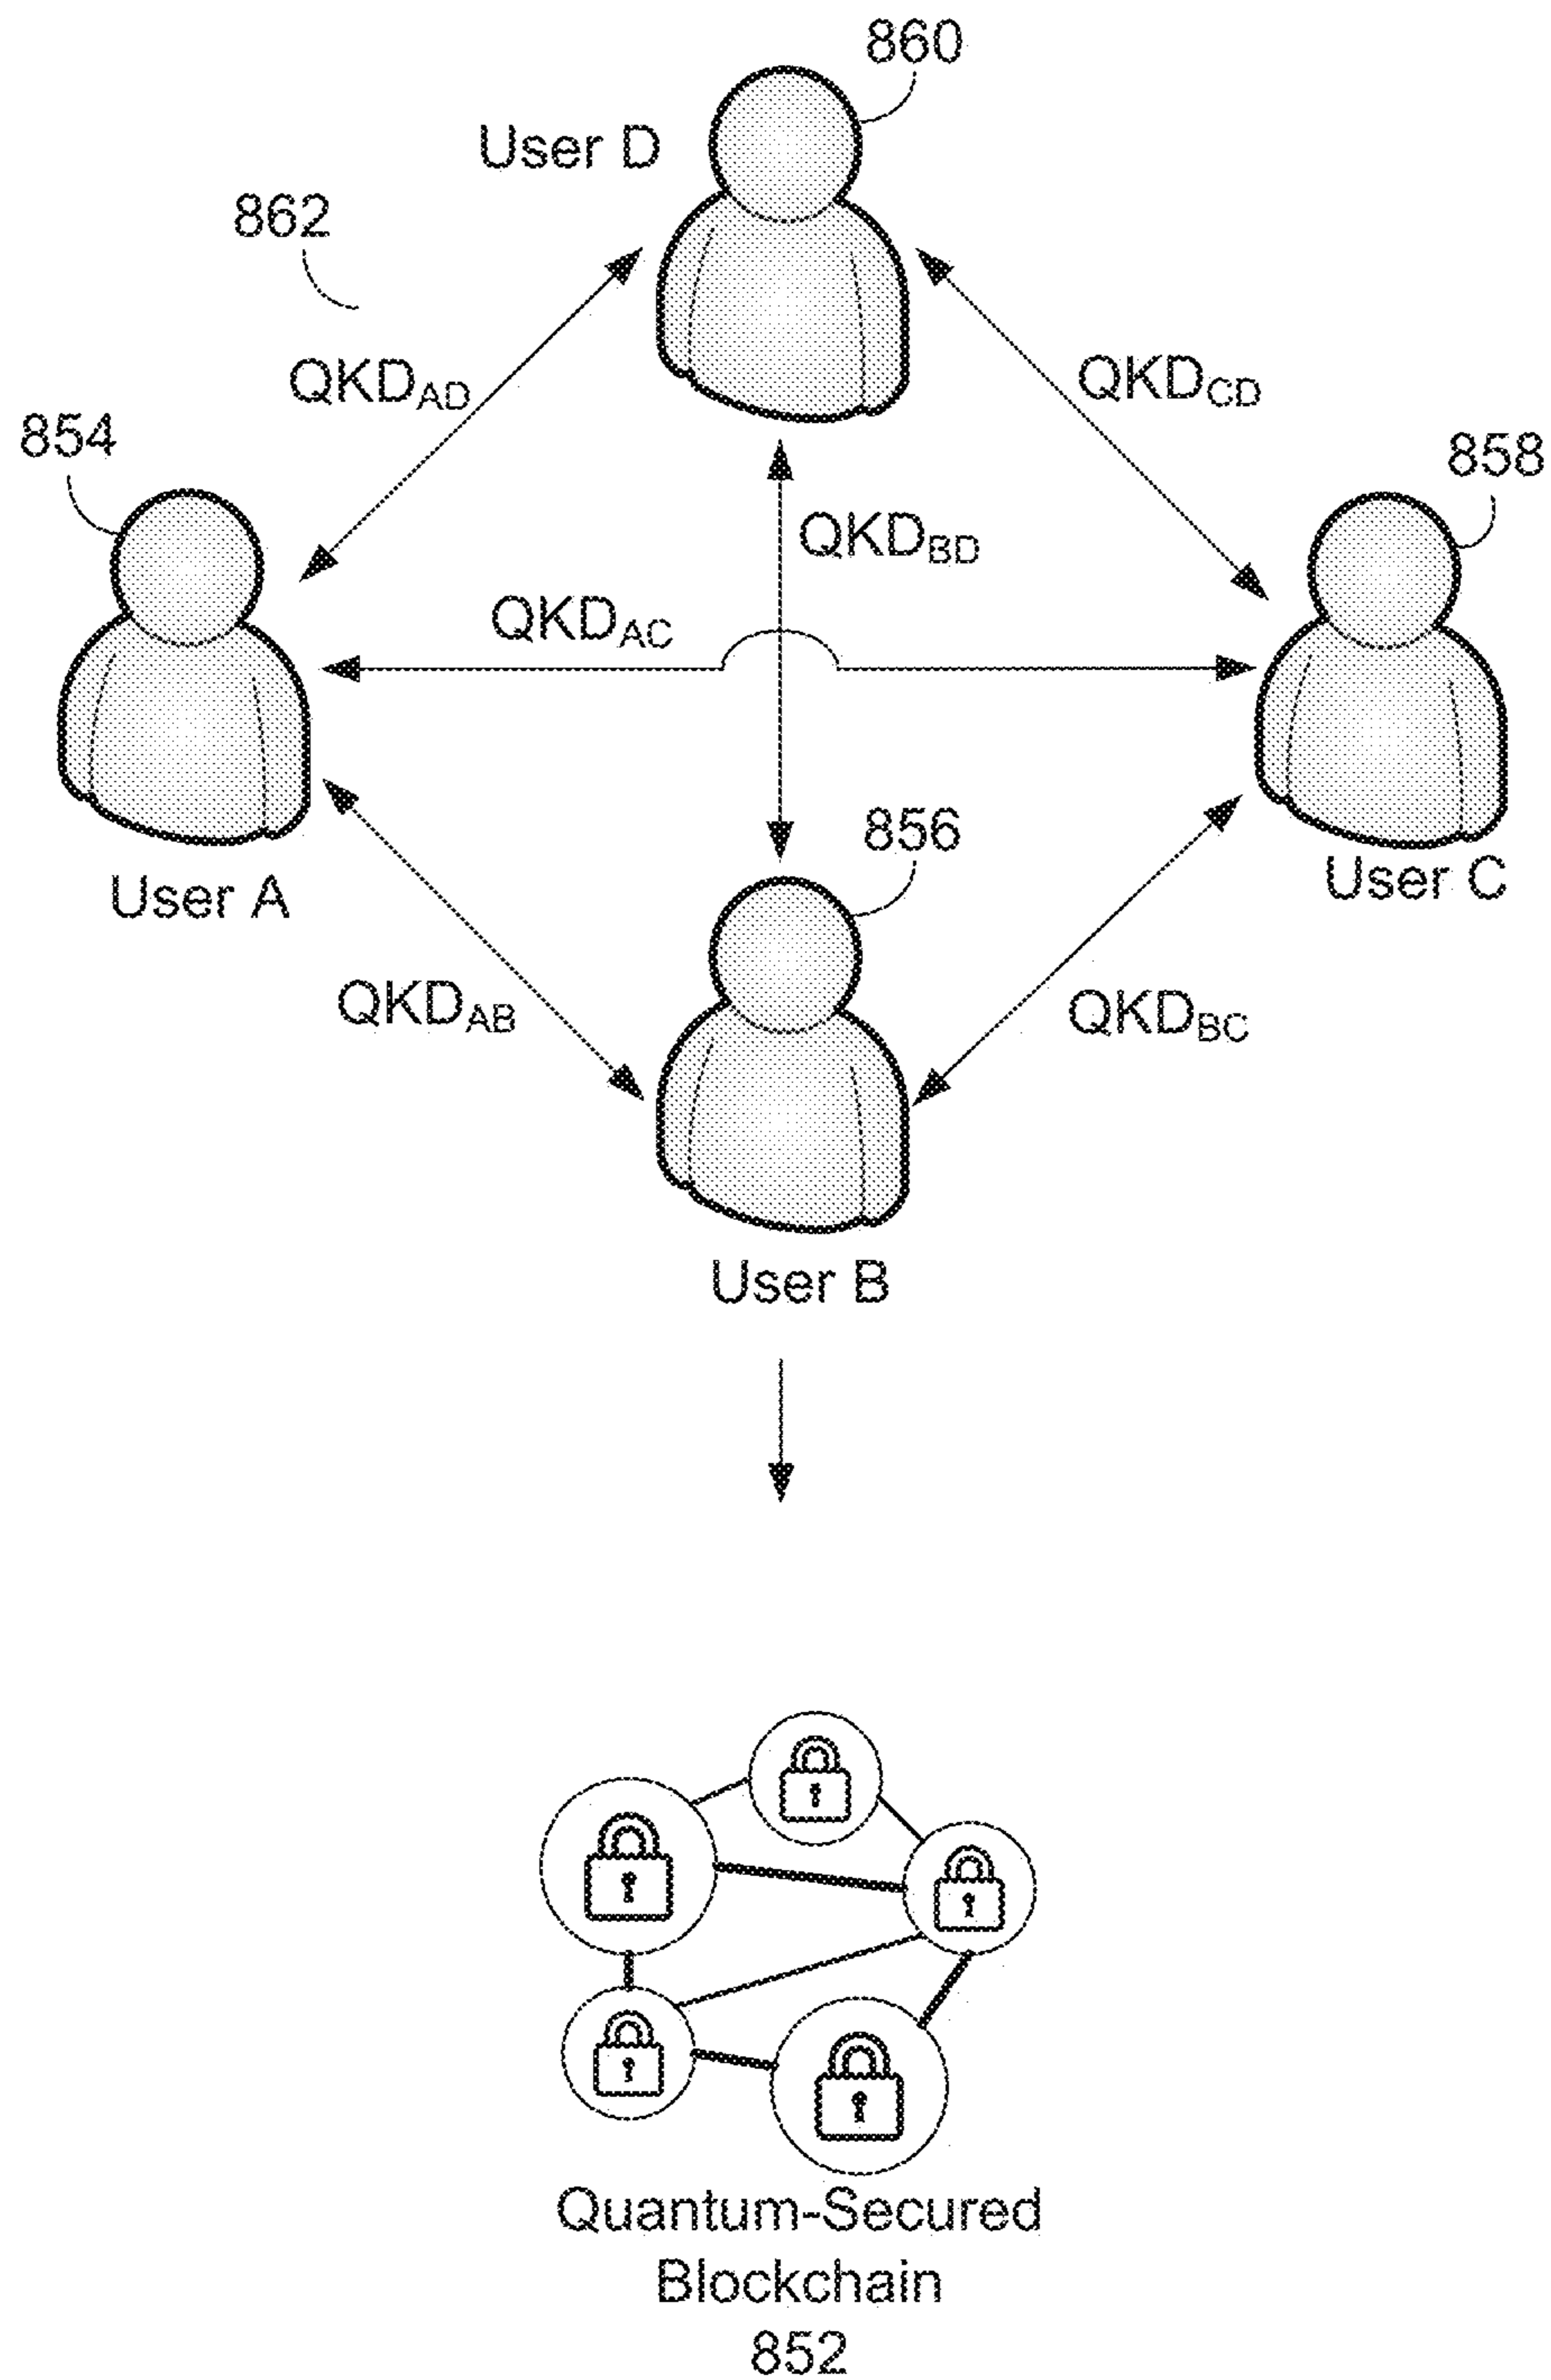 860
User D
862
QKDAD
QKDCD
854
858
QKDBD
QKDAC
856
User A
User C
QKDAB
QKDBC
User B
Quantum-Secured
Blockchain
852